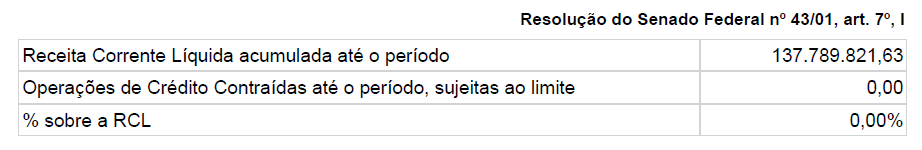 Resolução do Senado Federal nº 43/01, art. 7º, I
Receita Corrente Líquida acumulada até o período 137.789.821,63
Operações de Crédito Contraídas até o período, sujeitas ao limite 0,00
% sobre a RCL 0,00%